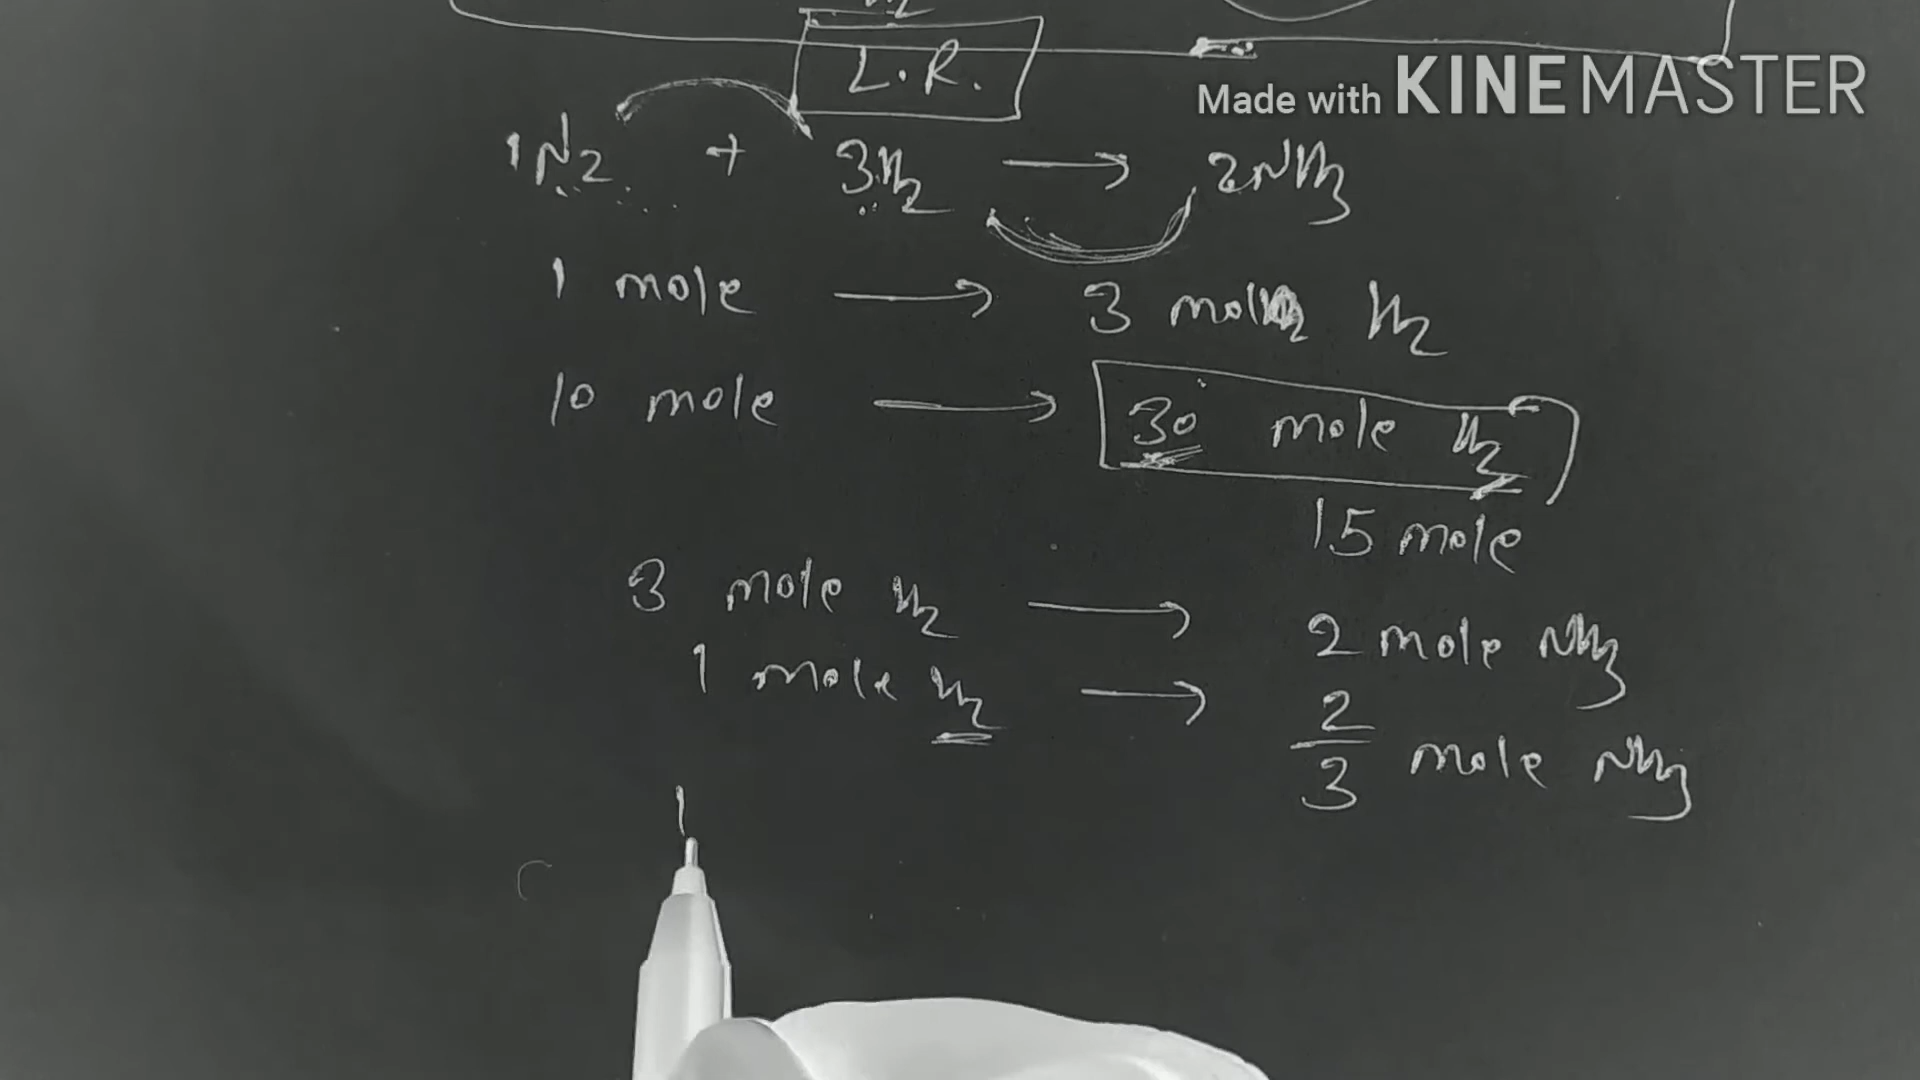 L.R.
Made with KINEMASTER
1N2 + 3H2 → 2NH3
1 mole → 3 mole H2
10 mole → 30 mole H2
15 mole
3 mole H2 → 2 mole NH3
1 mole H2 → 2/3 mole NH3
1